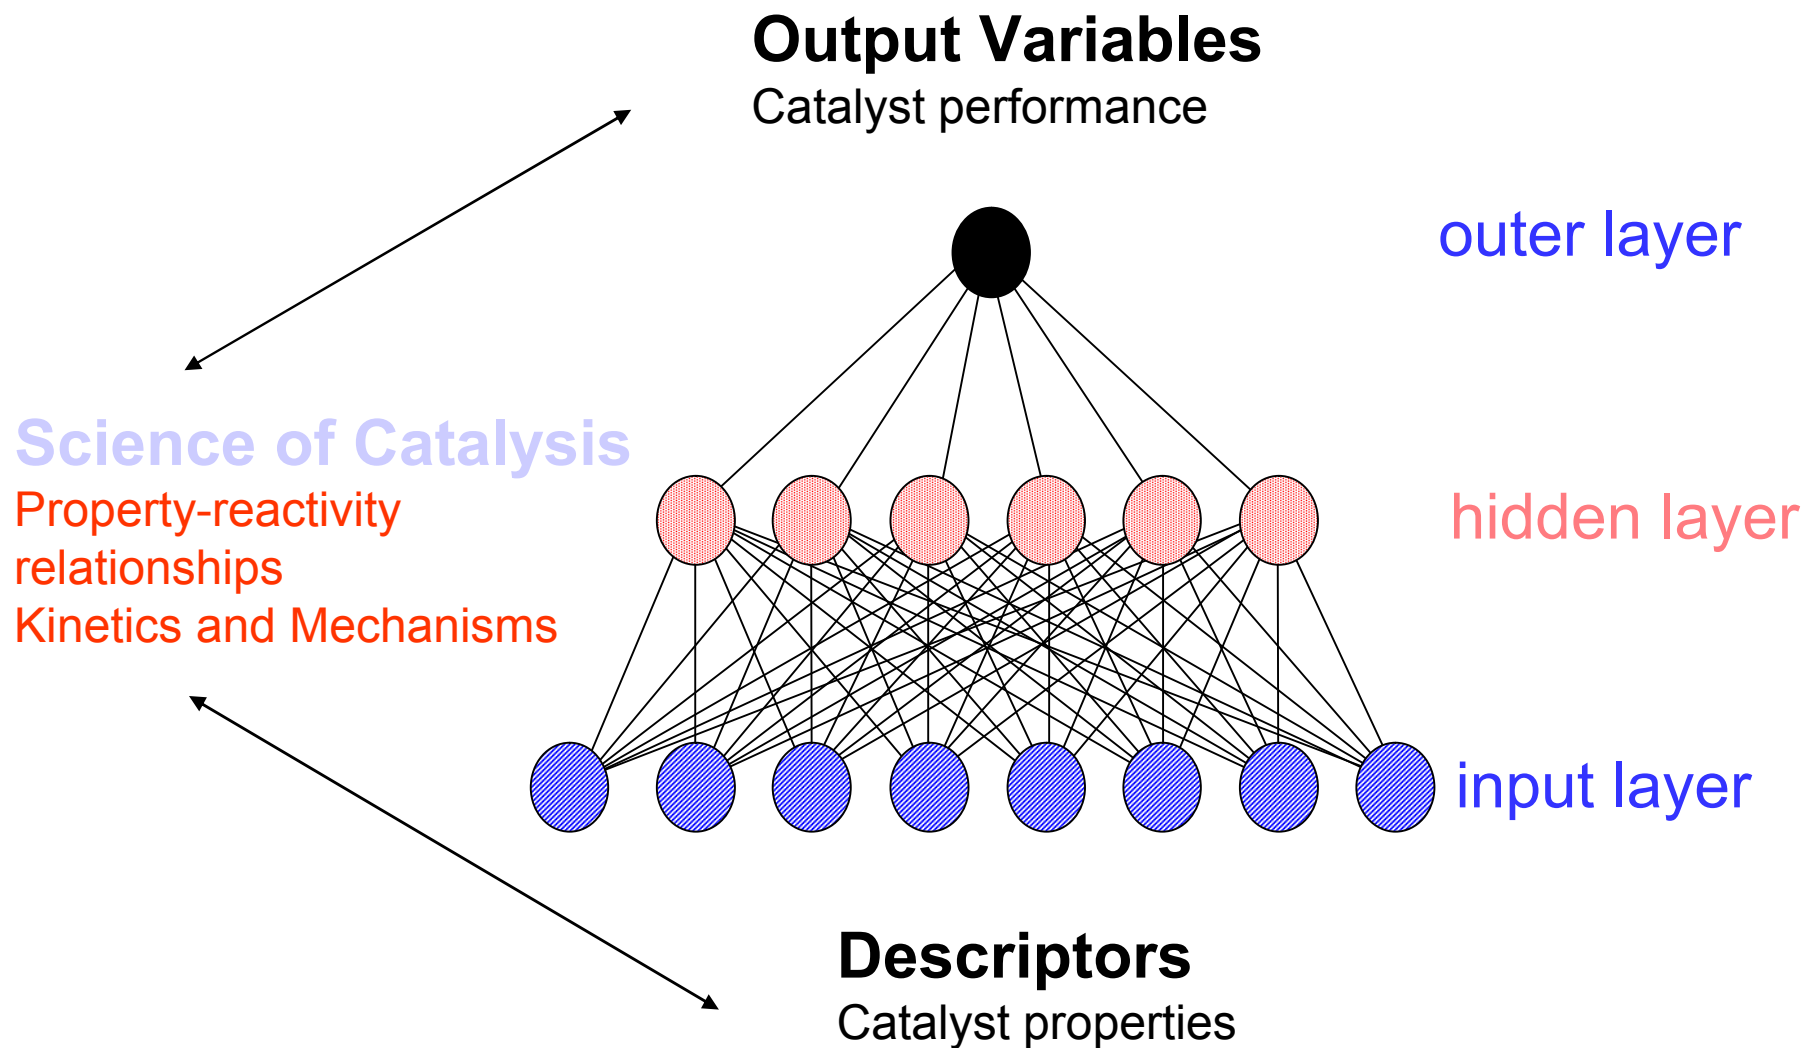 Output Variables
Catalyst performance
outer layer
Science of Catalysis
Property-reactivity
relationships
Kinetics and Mechanisms
hidden layer
input layer
Descriptors
Catalyst properties